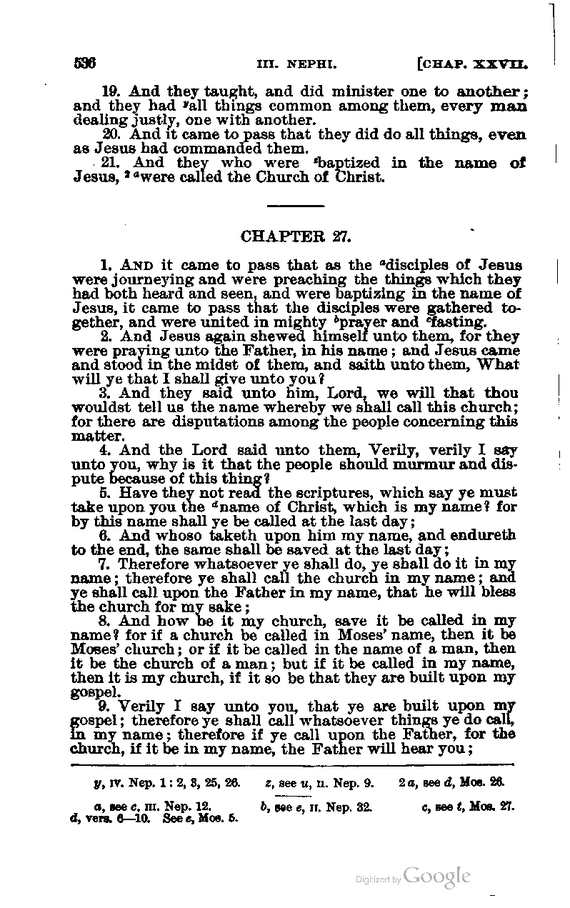 536 III. NEPHI. [CHAP. XXVII.
19. And they taught, and did minister one to another;
and they had ʸall things common among them, every man
dealing justly, one with another.
20. And it came to pass that they did do all things, even
as Jesus had commanded them.
21. And they who were ᶻbaptized in the name of
Jesus, ²ᵃwere called the Church of Christ.
CHAPTER 27.
1. AND it came to pass that as the ᵃdisciples of Jesus
were journeying and were preaching the things which they
had both heard and seen, and were baptizing in the name of
Jesus, it came to pass that the disciples were gathered to-
gether, and were united in mighty ᵇprayer and ᶜfasting.
2. And Jesus again shewed himself unto them, for they
were praying unto the Father, in his name; and Jesus came
and stood in the midst of them, and saith unto them, What
will ye that I shall give unto you?
3. And they said unto him, Lord, we will that thou
wouldst tell us the name whereby we shall call this church;
for there are disputations among the people concerning this
matter.
4. And the Lord said unto them, Verily, verily I say
unto you, why is it that the people should murmur and dis-
pute because of this thing?
5. Have they not read the scriptures, which say ye must
take upon you the ᵈname of Christ, which is my name? for
by this name shall ye be called at the last day;
6. And whoso taketh upon him my name, and endureth
to the end, the same shall be saved at the last day;
7. Therefore whatsoever ye shall do, ye shall do it in my
name; therefore ye shall call the church in my name; and
ye shall call upon the Father in my name, that he will bless
the church for my sake;
8. And how be it my church, save it be called in my
name? for if a church be called in Moses' name, then it be
Moses' church; or if it be called in the name of a man, then
it be the church of a man; but if it be called in my name,
then it is my church, if it so be that they are built upon my
gospel.
9. Verily I say unto you, that ye are built upon my
gospel; therefore ye shall call whatsoever things ye do call,
in my name; therefore if ye call upon the Father, for the
church, if it be in my name, the Father will hear you;
y, IV. Nep. 1: 2, 3, 25, 26. z, see u, II. Nep. 9. 2 a, see d, Mos. 26.
a, see c, III. Nep. 12. b, see e, II. Nep. 32. c, see t, Mos. 27.
d, vers. 6—10. See e, Mos. 5.
Digitized by Google